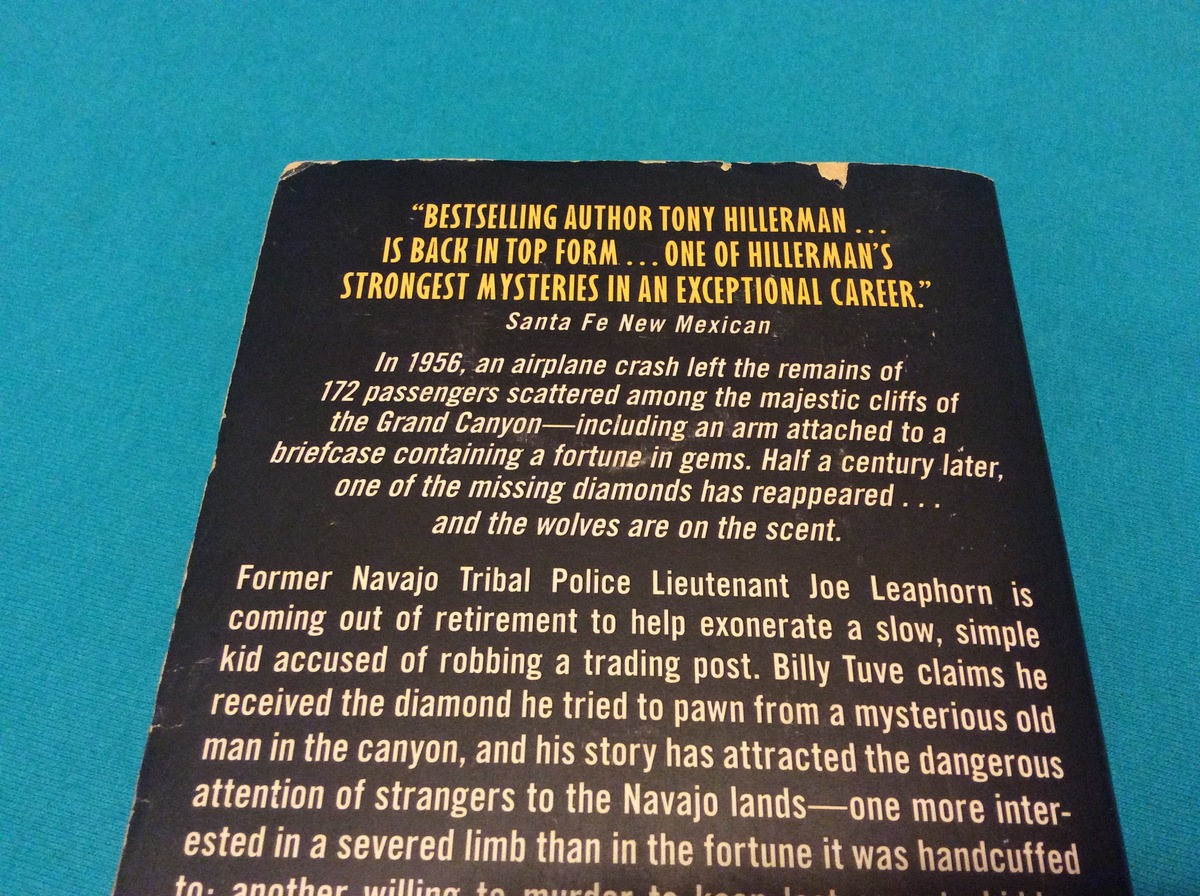 “BESTSELLING AUTHOR TONY HILLERMAN . . .
IS BACK IN TOP FORM . . . ONE OF HILLERMAN’S
STRONGEST MYSTERIES IN AN EXCEPTIONAL CAREER.”
Santa Fe New Mexican
In 1956, an airplane crash left the remains of
172 passengers scattered among the majestic cliffs of
the Grand Canyon—including an arm attached to a
briefcase containing a fortune in gems. Half a century later,
one of the missing diamonds has reappeared . . .
and the wolves are on the scent.
Former Navajo Tribal Police Lieutenant Joe Leaphorn is
coming out of retirement to help exonerate a slow, simple
kid accused of robbing a trading post. Billy Tuve claims he
received the diamond he tried to pawn from a mysterious old
man in the canyon, and his story has attracted the dangerous
attention of strangers to the Navajo lands—one more inter-
ested in a severed limb than in the fortune it was handcuffed
to; another willing to murder to keep